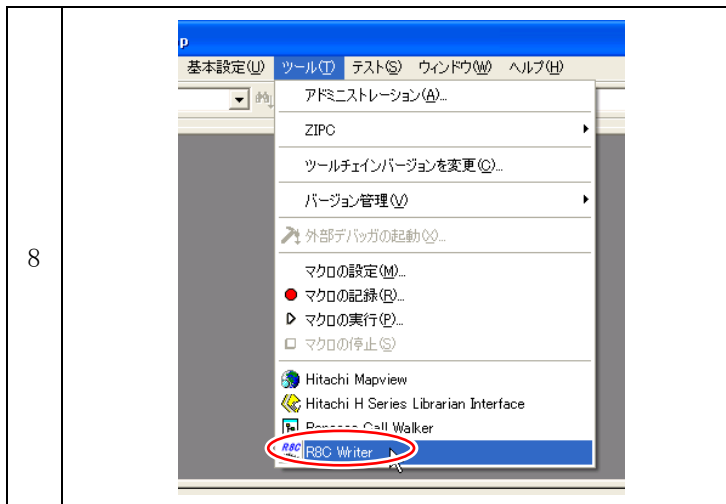 8
p
基本設定(U) ツール(T) テスト(S) ウィンドウ(W) ヘルプ(H)
アドミニストレーション(A)...
ZIPC
ツールチェインバージョンを変更(C)...
バージョン管理(V)
外部デバッガの起動(X)...
マクロの設定(M)...
マクロの記録(R)...
マクロの実行(P)...
マクロの停止(S)
Hitachi Mapview
Hitachi H Series Librarian Interface
Call Walker
R8C R8C Writer